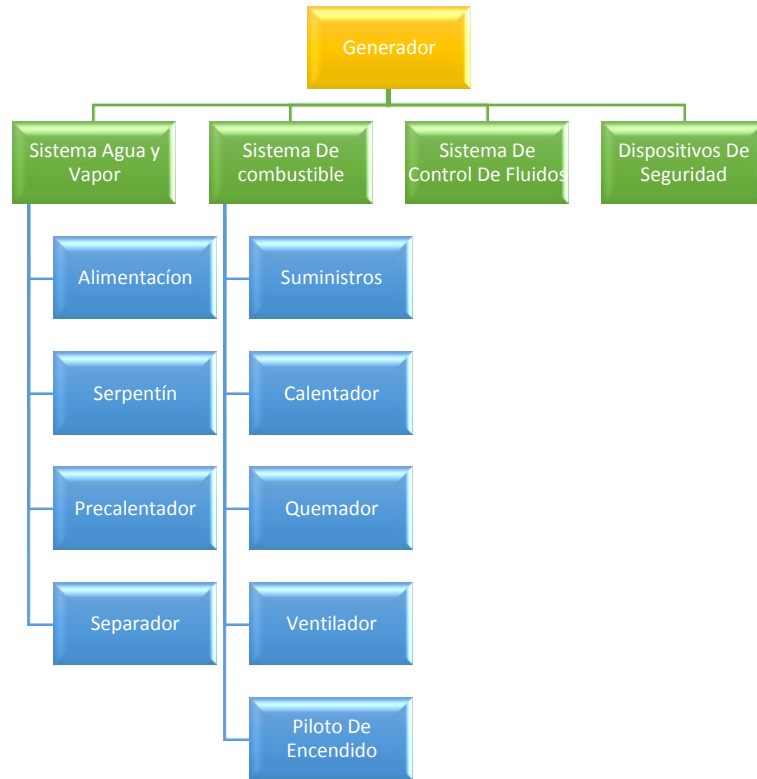 Generador
Sistema Agua y
Vapor
Sistema De
combustible
Sistema De
Control De Fluidos
Dispositivos De
Seguridad
Alimentacíon
Serpentín
Precalentador
Separador
Suministros
Calentador
Quemador
Ventilador
Piloto De
Encendido